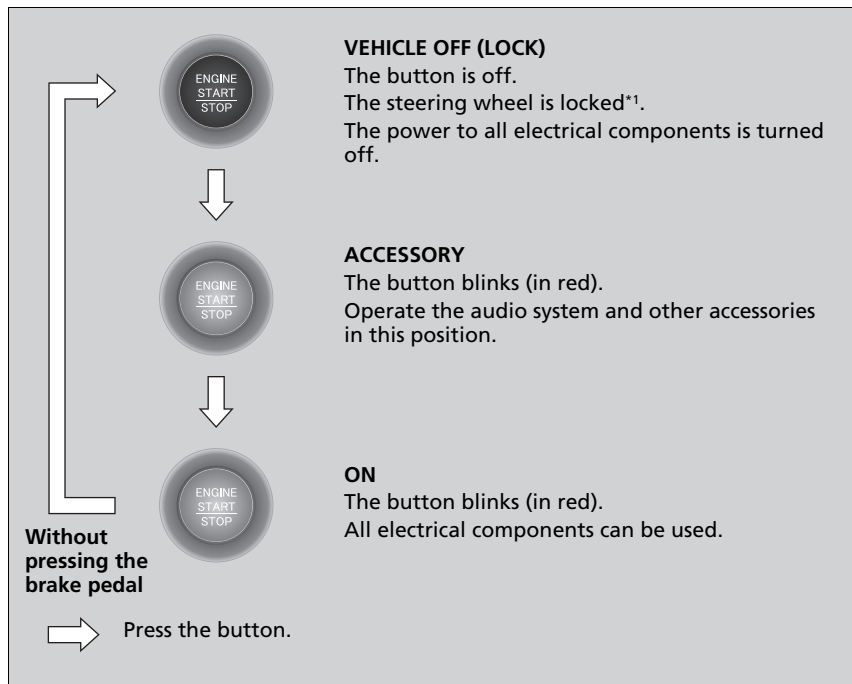 ENGINE
START
STOP
VEHICLE OFF (LOCK)
The button is off.
The steering wheel is locked*1.
The power to all electrical components is turned
off.
ENGINE
START
STOP
ACCESSORY
The button blinks (in red).
Operate the audio system and other accessories
in this position.
ENGINE
START
STOP
ON
The button blinks (in red).
All electrical components can be used.
Without
pressing the
brake pedal
Press the button.